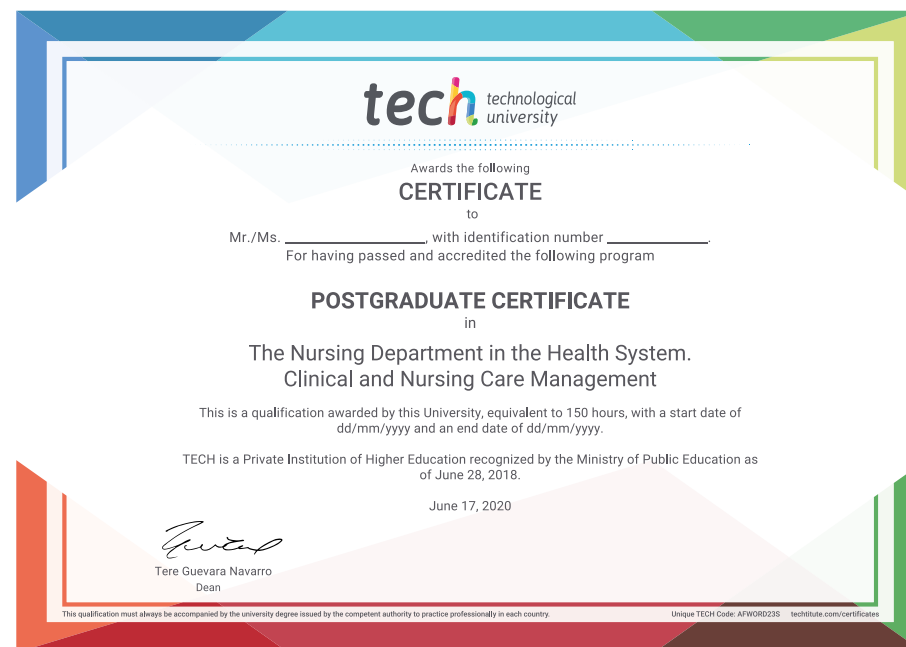 tech technological
university
Awards the following
CERTIFICATE
to
Mr./Ms. ____________________, with identification number ______________.
For having passed and accredited the following program
POSTGRADUATE CERTIFICATE
in
The Nursing Department in the Health System.
Clinical and Nursing Care Management
This is a qualification awarded by this University, equivalent to 150 hours, with a start date of
dd/mm/yyyy and an end date of dd/mm/yyyy.
TECH is a Private Institution of Higher Education recognized by the Ministry of Public Education as
of June 28, 2018.
June 17, 2020
Tere Guevara Navarro
Dean
This qualification must always be accompanied by the university degree issued by the competent authority to practice professionally in each country.
Unique TECH Code: AFWORD23S techtitute.com/certificates